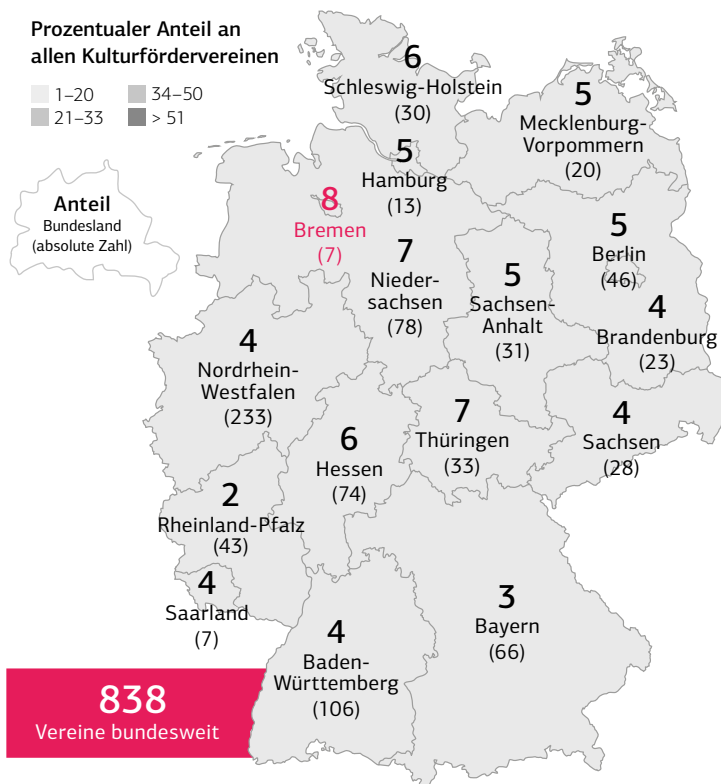 Prozentualer Anteil an
allen Kulturfördervereinen
1–20
34–50
21–33
> 51
Anteil
Bundesland
(absolute Zahl)
6
Schleswig-Holstein
(30)
5
Mecklenburg-
Vorpommern
(20)
5
Hamburg
(13)
8
Bremen
(7)
7
Nieder-
sachsen
(78)
5
Sachsen-
Anhalt
(31)
5
Berlin
(46)
4
Brandenburg
(23)
4
Nordrhein-
Westfalen
(233)
6
Hessen
(74)
7
Thüringen
(33)
4
Sachsen
(28)
2
Rheinland-Pfalz
(43)
4
Saarland
(7)
4
Baden-
Württemberg
(106)
3
Bayern
(66)
838
Vereine bundesweit